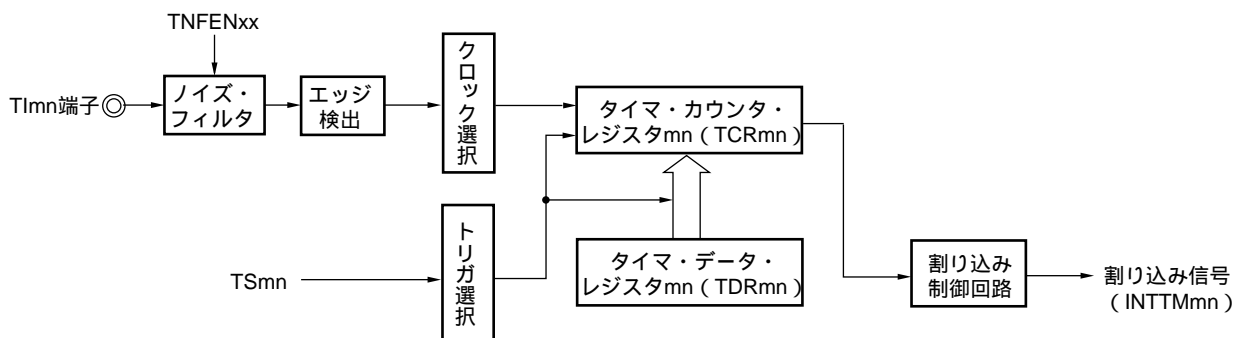 TNFENxx
TImn端子
ノイズ・
フィルタ
エッジ
検出
クロック選択
タイマ・カウンタ・
レジスタmn（TCRmn）
TSmn
トリガ選択
タイマ・データ・
レジスタmn（TDRmn）
割り込み
制御回路
割り込み信号
（INTTMmn）